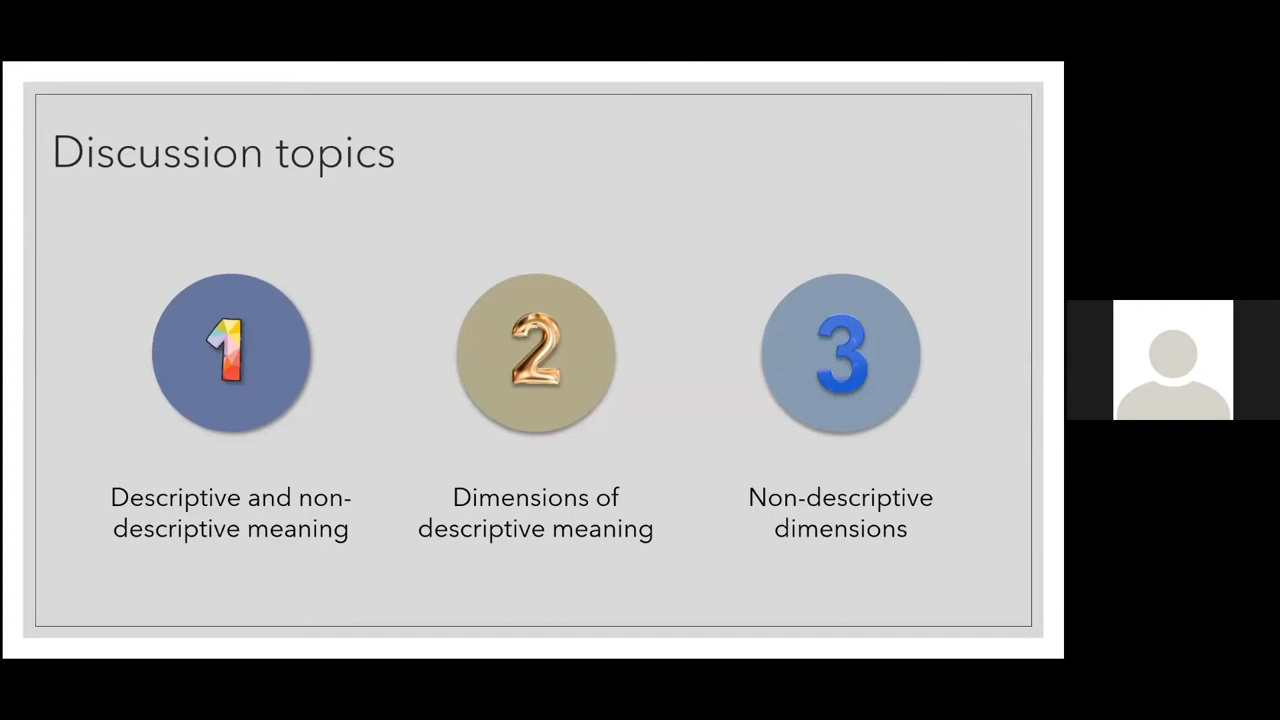 Discussion topics
1
2
3
Descriptive and non-
descriptive meaning
Dimensions of
descriptive meaning
Non-descriptive
dimensions